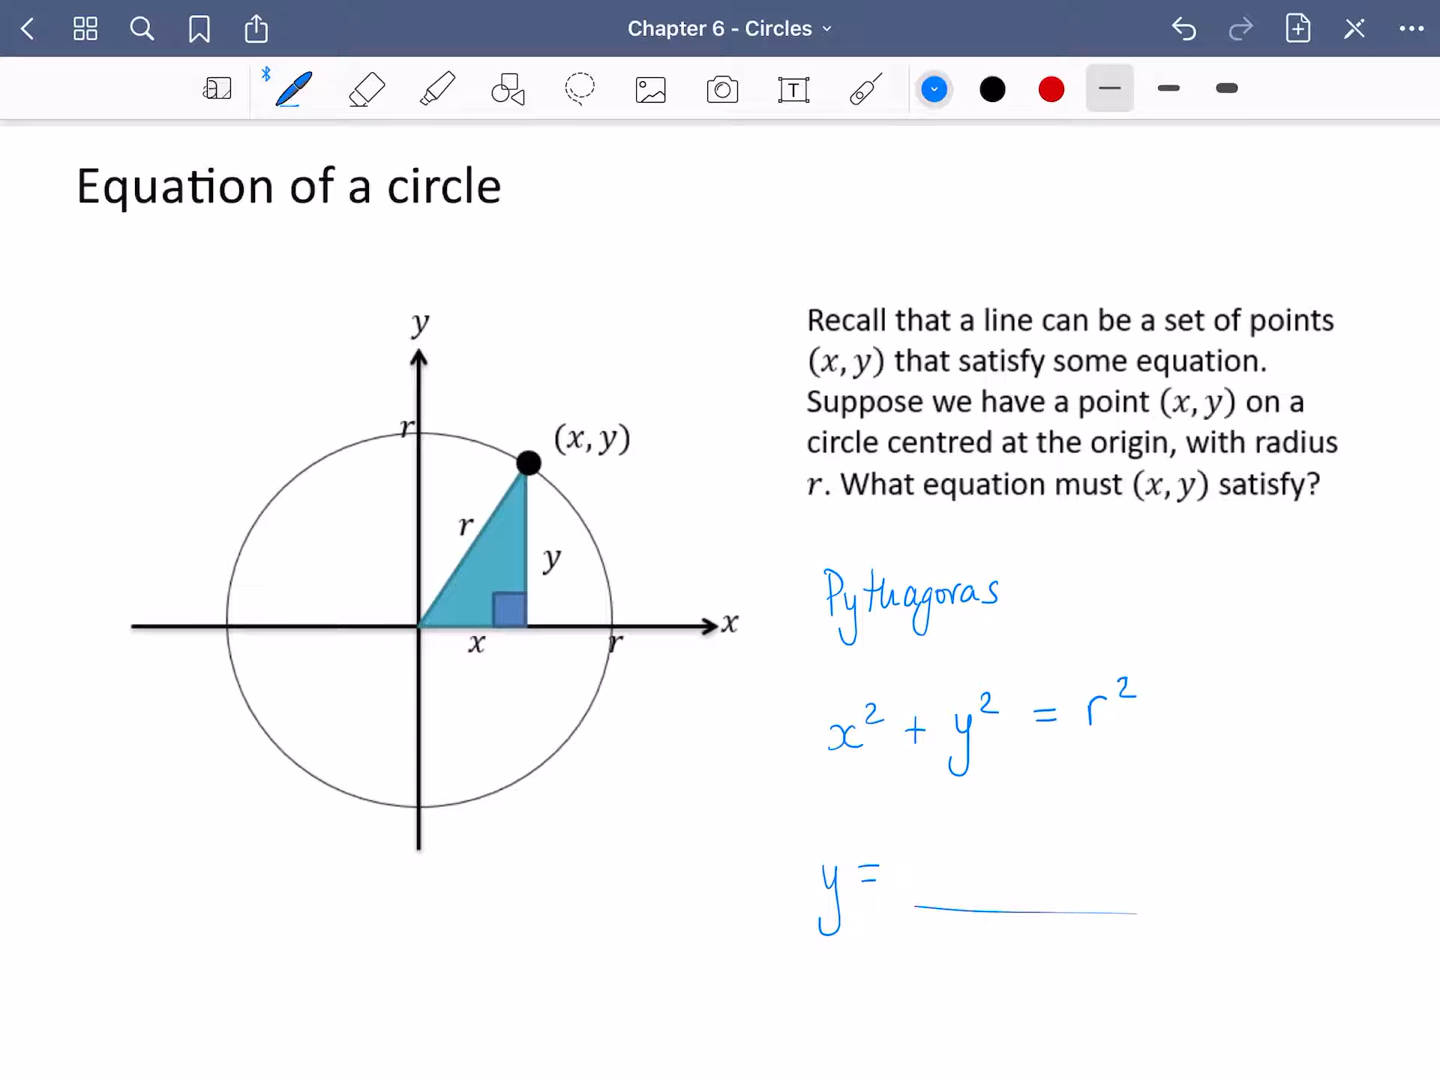 Chapter 6 - Circles
T
Equation of a circle
y
r
(x, y)
r
y
x
x
r
Recall that a line can be a set of points
(x, y) that satisfy some equation.
Suppose we have a point (x, y) on a
circle centred at the origin, with radius
r. What equation must (x, y) satisfy?
Pythagoras
x² + y² = r²
y =